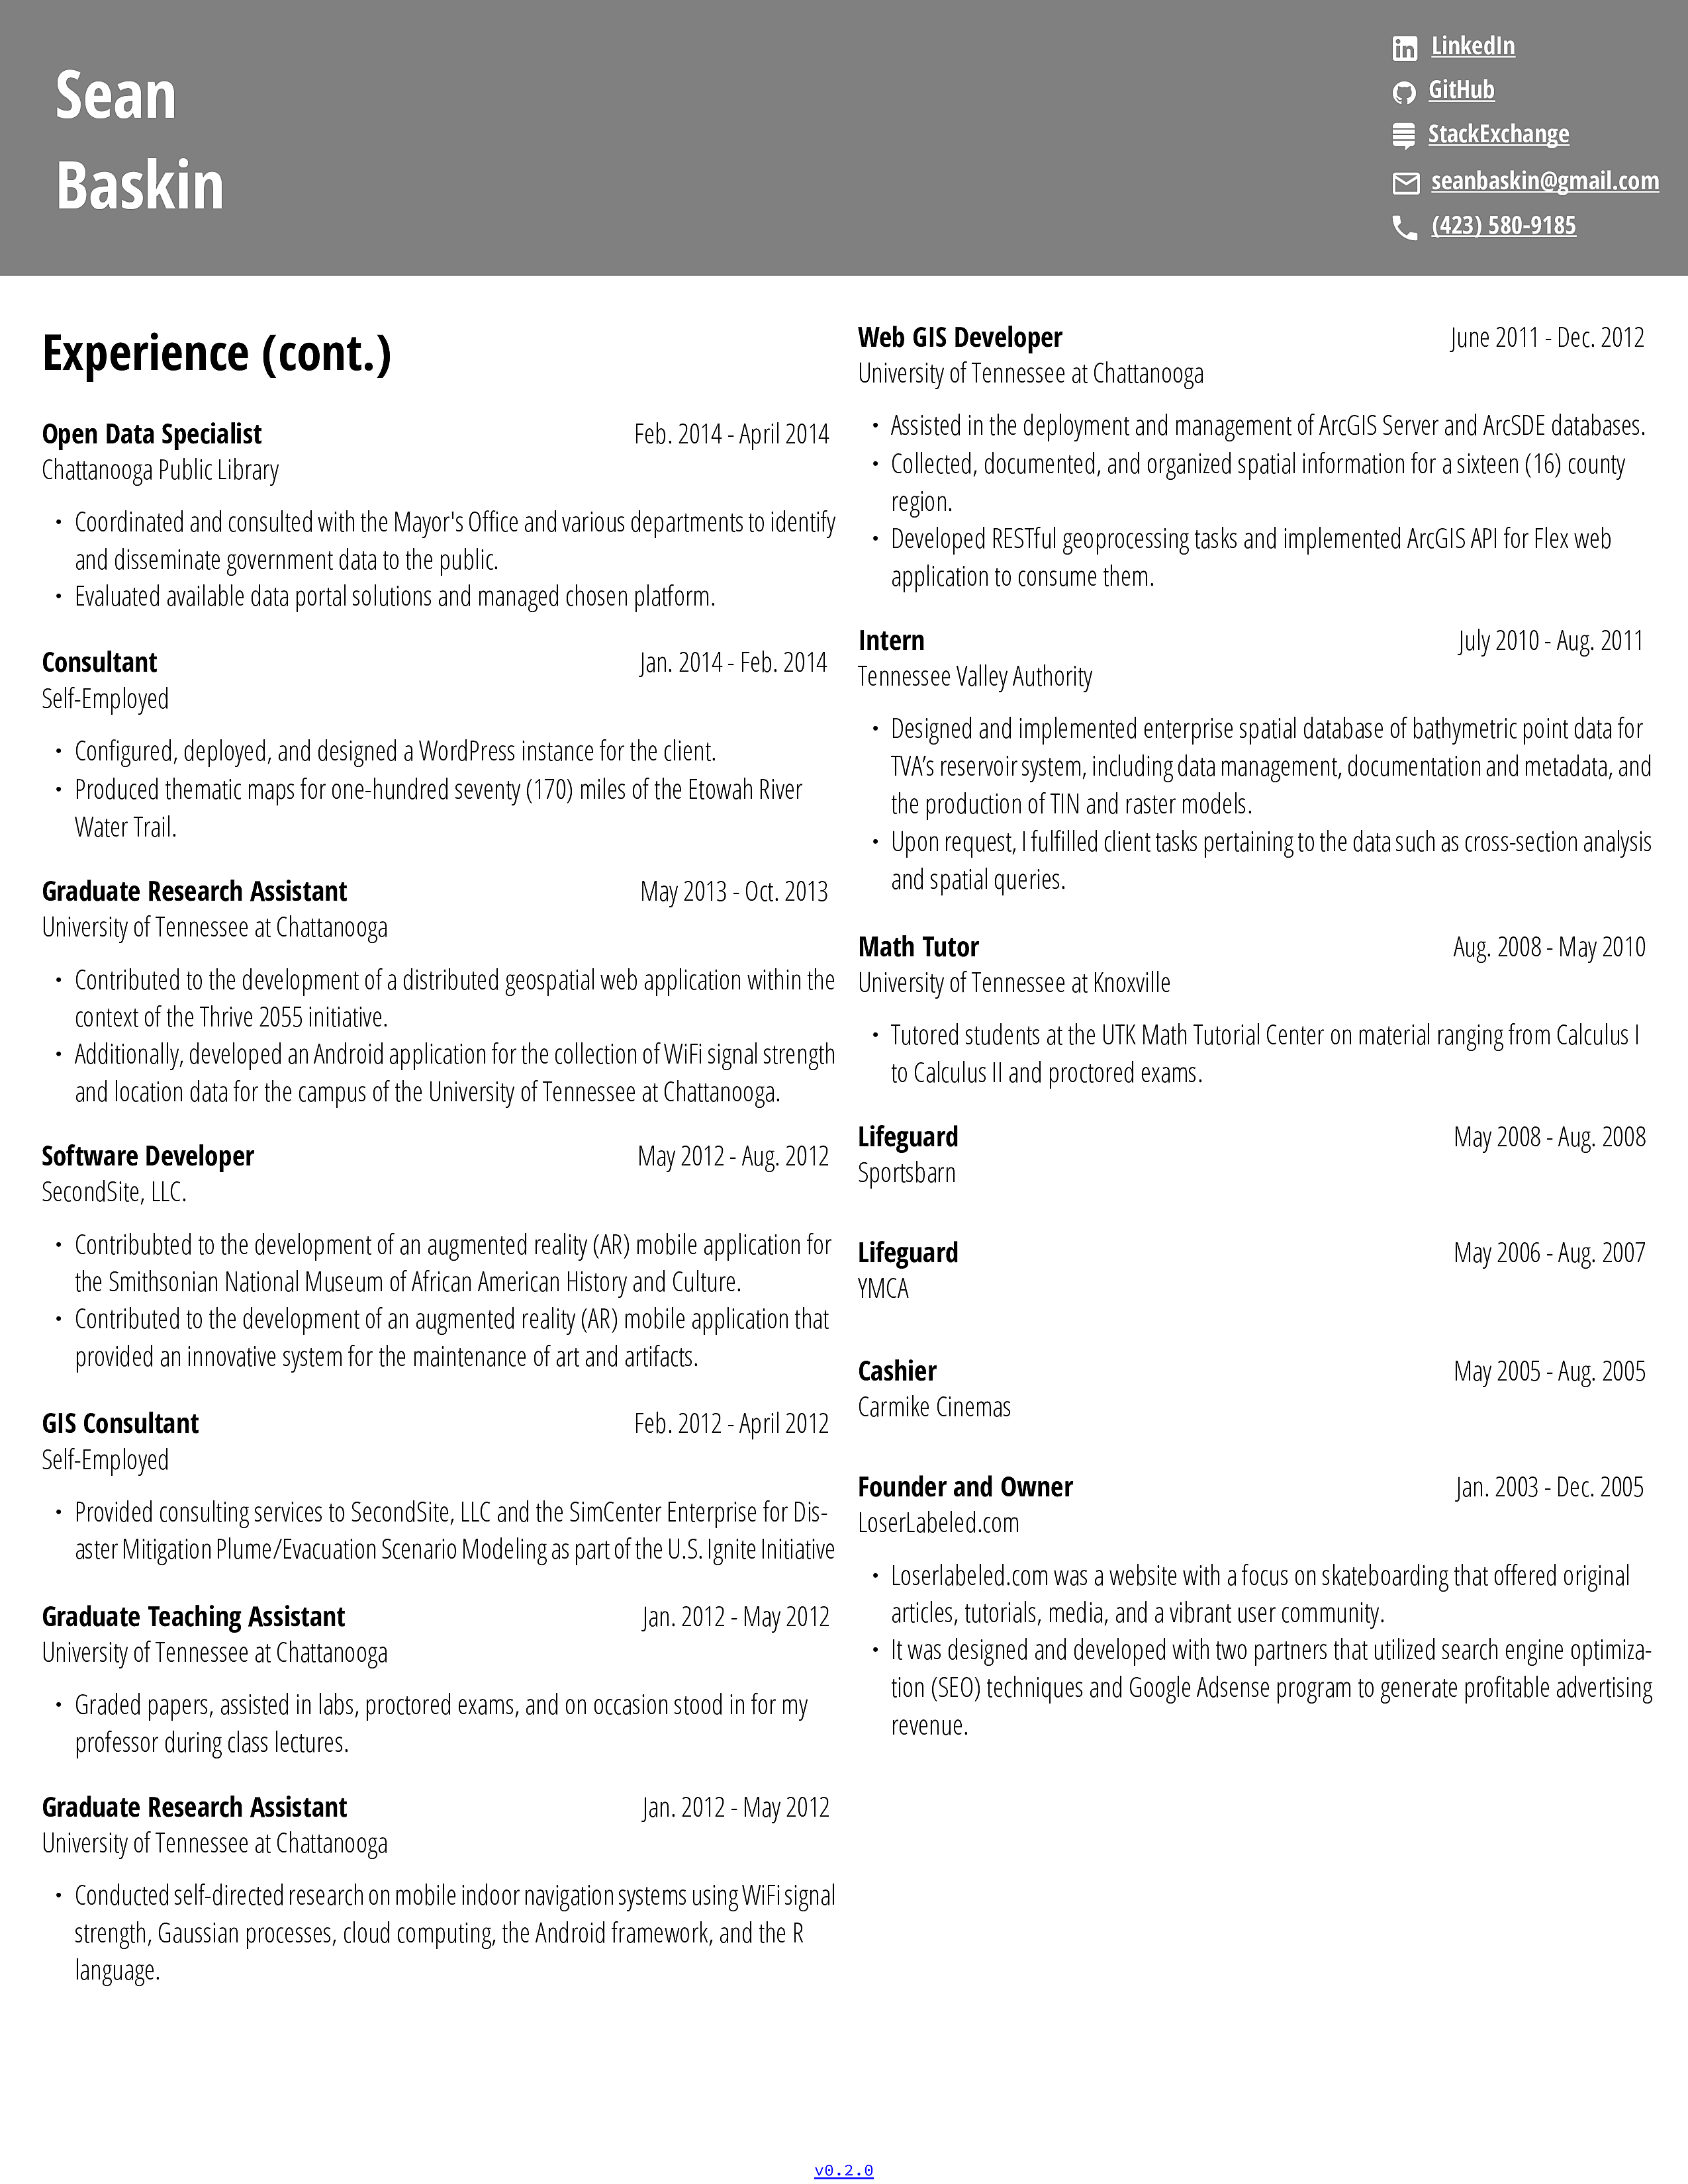 Sean
Baskin
LinkedIn
GitHub
StackExchange
seanbaskin@gmail.com
(423) 580-9185
Experience (cont.)
Open Data Specialist Feb. 2014 - April 2014
Chattanooga Public Library
• Coordinated and consulted with the Mayor's Office and various departments to identify
and disseminate government data to the public.
• Evaluated available data portal solutions and managed chosen platform.
Consultant Jan. 2014 - Feb. 2014
Self-Employed
• Configured, deployed, and designed a WordPress instance for the client.
• Produced thematic maps for one-hundred seventy (170) miles of the Etowah River
Water Trail.
Graduate Research Assistant May 2013 - Oct. 2013
University of Tennessee at Chattanooga
• Contributed to the development of a distributed geospatial web application within the
context of the Thrive 2055 initiative.
• Additionally, developed an Android application for the collection of WiFi signal strength
and location data for the campus of the University of Tennessee at Chattanooga.
Software Developer May 2012 - Aug. 2012
SecondSite, LLC.
• Contribubted to the development of an augmented reality (AR) mobile application for
the Smithsonian National Museum of African American History and Culture.
• Contributed to the development of an augmented reality (AR) mobile application that
provided an innovative system for the maintenance of art and artifacts.
GIS Consultant Feb. 2012 - April 2012
Self-Employed
• Provided consulting services to SecondSite, LLC and the SimCenter Enterprise for Dis-
aster Mitigation Plume/Evacuation Scenario Modeling as part of the U.S. Ignite Initiative
Graduate Teaching Assistant Jan. 2012 - May 2012
University of Tennessee at Chattanooga
• Graded papers, assisted in labs, proctored exams, and on occasion stood in for my
professor during class lectures.
Graduate Research Assistant Jan. 2012 - May 2012
University of Tennessee at Chattanooga
• Conducted self-directed research on mobile indoor navigation systems using WiFi signal
strength, Gaussian processes, cloud computing, the Android framework, and the R
language.
Web GIS Developer June 2011 - Dec. 2012
University of Tennessee at Chattanooga
• Assisted in the deployment and management of ArcGIS Server and ArcSDE databases.
• Collected, documented, and organized spatial information for a sixteen (16) county
region.
• Developed RESTful geoprocessing tasks and implemented ArcGIS API for Flex web
application to consume them.
Intern July 2010 - Aug. 2011
Tennessee Valley Authority
• Designed and implemented enterprise spatial database of bathymetric point data for
TVA’s reservoir system, including data management, documentation and metadata, and
the production of TIN and raster models.
• Upon request, I fulfilled client tasks pertaining to the data such as cross-section analysis
and spatial queries.
Math Tutor Aug. 2008 - May 2010
University of Tennessee at Knoxville
• Tutored students at the UTK Math Tutorial Center on material ranging from Calculus I
to Calculus II and proctored exams.
Lifeguard May 2008 - Aug. 2008
Sportsbarn
Lifeguard May 2006 - Aug. 2007
YMCA
Cashier May 2005 - Aug. 2005
Carmike Cinemas
Founder and Owner Jan. 2003 - Dec. 2005
LoserLabeled.com
• Loserlabeled.com was a website with a focus on skateboarding that offered original
articles, tutorials, media, and a vibrant user community.
• It was designed and developed with two partners that utilized search engine optimiza-
tion (SEO) techniques and Google Adsense program to generate profitable advertising
revenue.
v0.2.0